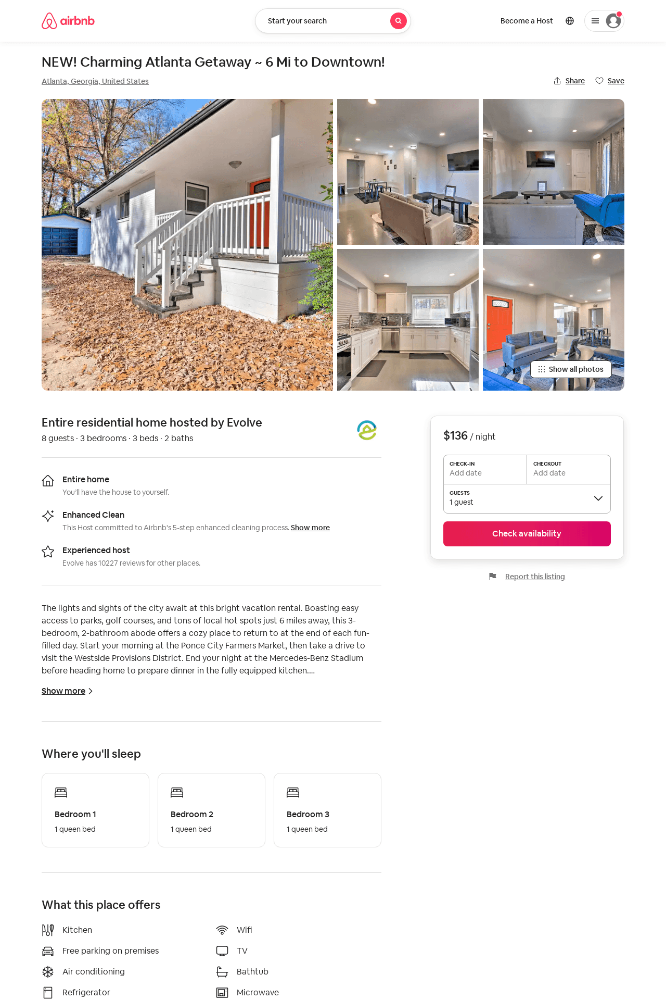 airbnb
Start your search
Become a Host
NEW! Charming Atlanta Getaway ~ 6 Mi to Downtown!
Atlanta, Georgia, United States
Share
Save
Show all photos
Entire residential home hosted by Evolve
8 guests · 3 bedrooms · 3 beds · 2 baths
Entire home
You’ll have the house to yourself.
Enhanced Clean
This Host committed to Airbnb's 5-step enhanced cleaning process. Show more
Experienced host
Evolve has 10227 reviews for other places.
$136 / night
CHECK-IN
Add date
CHECKOUT
Add date
GUESTS
1 guest
Check availability
Report this listing
The lights and sights of the city await at this bright vacation rental. Boasting easy
access to parks, golf courses, and tons of local hot spots just 6 miles away, this 3-
bedroom, 2-bathroom abode offers a cozy place to return to at the end of each fun-
filled day. Start your morning at the Ponce City Farmers Market, then take a drive to
visit the Westside Provisions District. End your night at the Mercedes-Benz Stadium
before heading home to prepare dinner in the fully equipped kitchen.…
Show more
Where you'll sleep
Bedroom 1
1 queen bed
Bedroom 2
1 queen bed
Bedroom 3
1 queen bed
What this place offers
Kitchen
Wifi
Free parking on premises
TV
Air conditioning
Bathtub
Refrigerator
Microwave